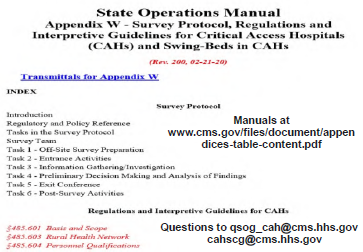 State Operations Manual
Appendix W - Survey Protocol, Regulations and
Interpretive Guidelines for Critical Access Hospitals
(CAHs) and Swing-Beds in CAHs
(Rev. 200, 02-21-20)
Transmittals for Appendix W
INDEX
Survey Protocol
Introduction
Regulatory and Policy Reference
Tasks in the Survey Protocol
Survey Team
Task 1 - Off-Site Survey Preparation
Task 2 - Entrance Activities
Task 3 - Information Gathering/Investigation
Task 4 - Preliminary Decision Making and Analysis of Findings
Task 5 - Exit Conference
Task 6 - Post-Survey Activities
Manuals at
www.cms.gov/files/document/appen
dices-table-content.pdf
Regulations and Interpretive Guidelines for CAHs
§485.601 Basis and Scope
§485.603 Rural Health Network
§485.604 Personnel Qualifications
Questions to qsog_cah@cms.hhs.gov
cahscg@cms.hhs.gov